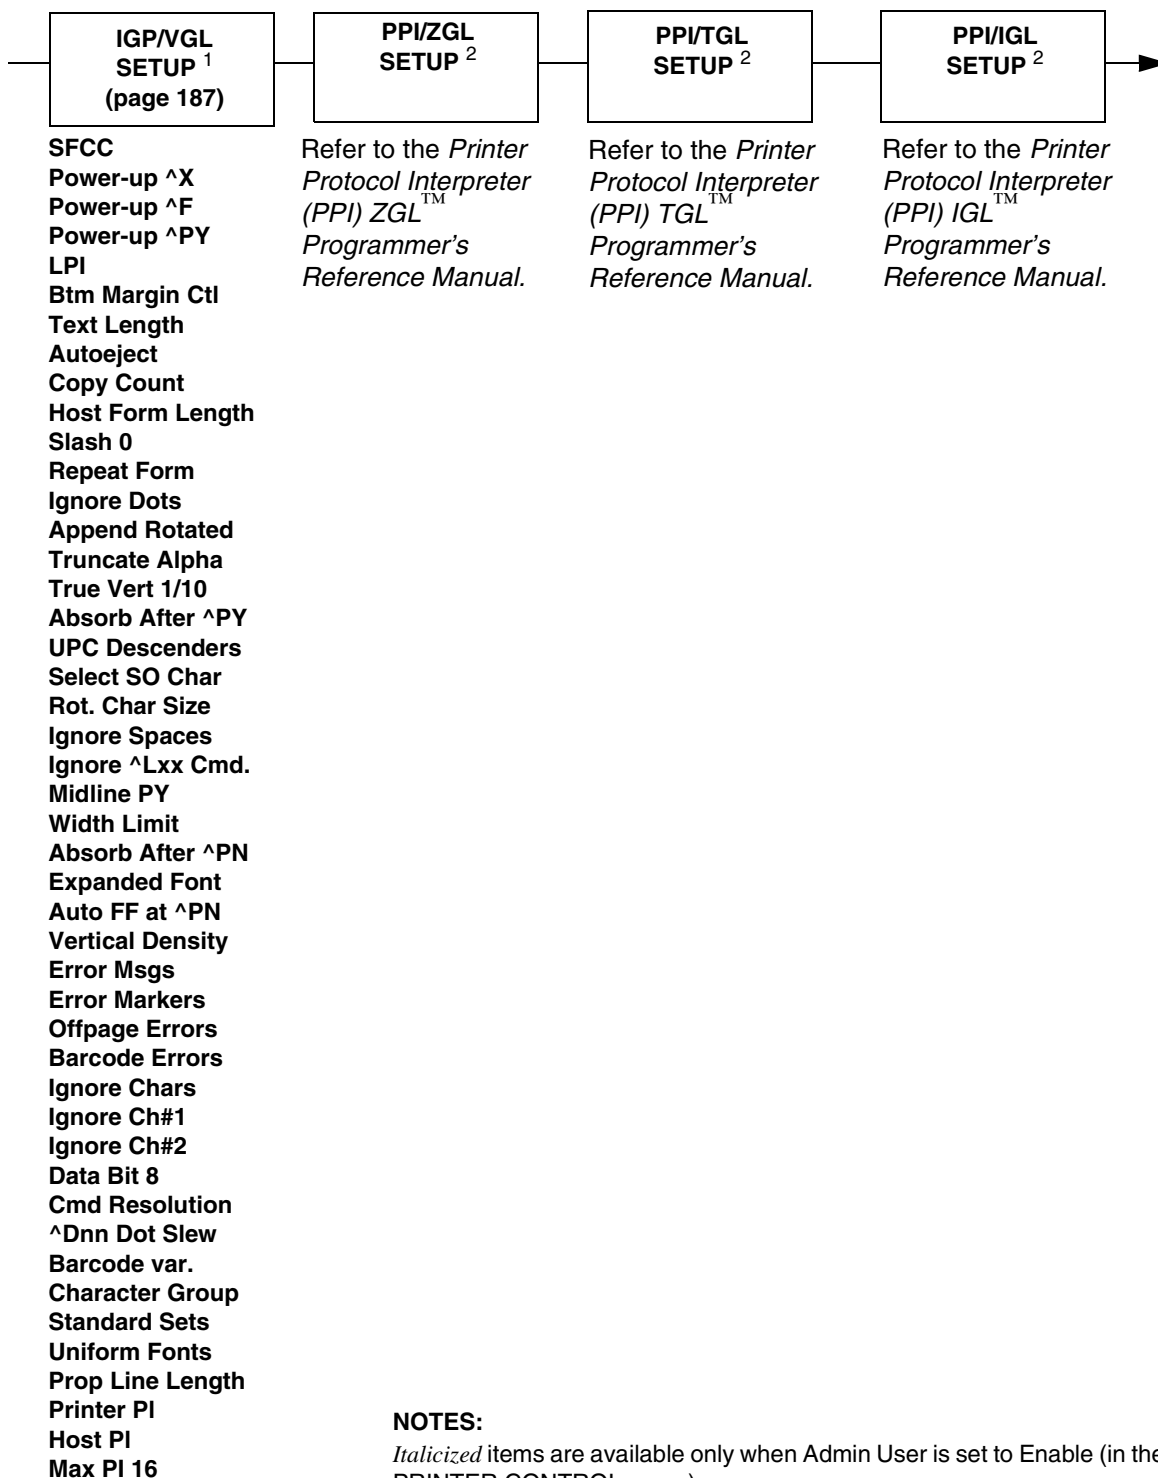 IGP/VGL
SETUP 1
(page 187)
PPI/ZGL
SETUP 2
PPI/TGL
SETUP 2
PPI/IGL
SETUP 2
SFCC
Power-up ^X
Power-up ^F
Power-up ^PY
LPI
Btm Margin Ctl
Text Length
Autoeject
Copy Count
Host Form Length
Slash 0
Repeat Form
Ignore Dots
Append Rotated
Truncate Alpha
True Vert 1/10
Absorb After ^PY
UPC Descenders
Select SO Char
Rot. Char Size
Ignore Spaces
Ignore ^Lxx Cmd.
Midline PY
Width Limit
Absorb After ^PN
Expanded Font
Auto FF at ^PN
Vertical Density
Error Msgs
Error Markers
Offpage Errors
Barcode Errors
Ignore Chars
Ignore Ch#1
Ignore Ch#2
Data Bit 8
Cmd Resolution
^Dnn Dot Slew
Barcode var.
Character Group
Standard Sets
Uniform Fonts
Prop Line Length
Printer PI
Host PI
Max PI 16
Refer to the Printer
Protocol Interpreter
(PPI) ZGL™
Programmer's
Reference Manual.
Refer to the Printer
Protocol Interpreter
(PPI) TGL™
Programmer's
Reference Manual.
Refer to the Printer
Protocol Interpreter
(PPI) IGL™
Programmer's
Reference Manual.
NOTES:
Italicized items are available only when Admin User is set to Enable (in the